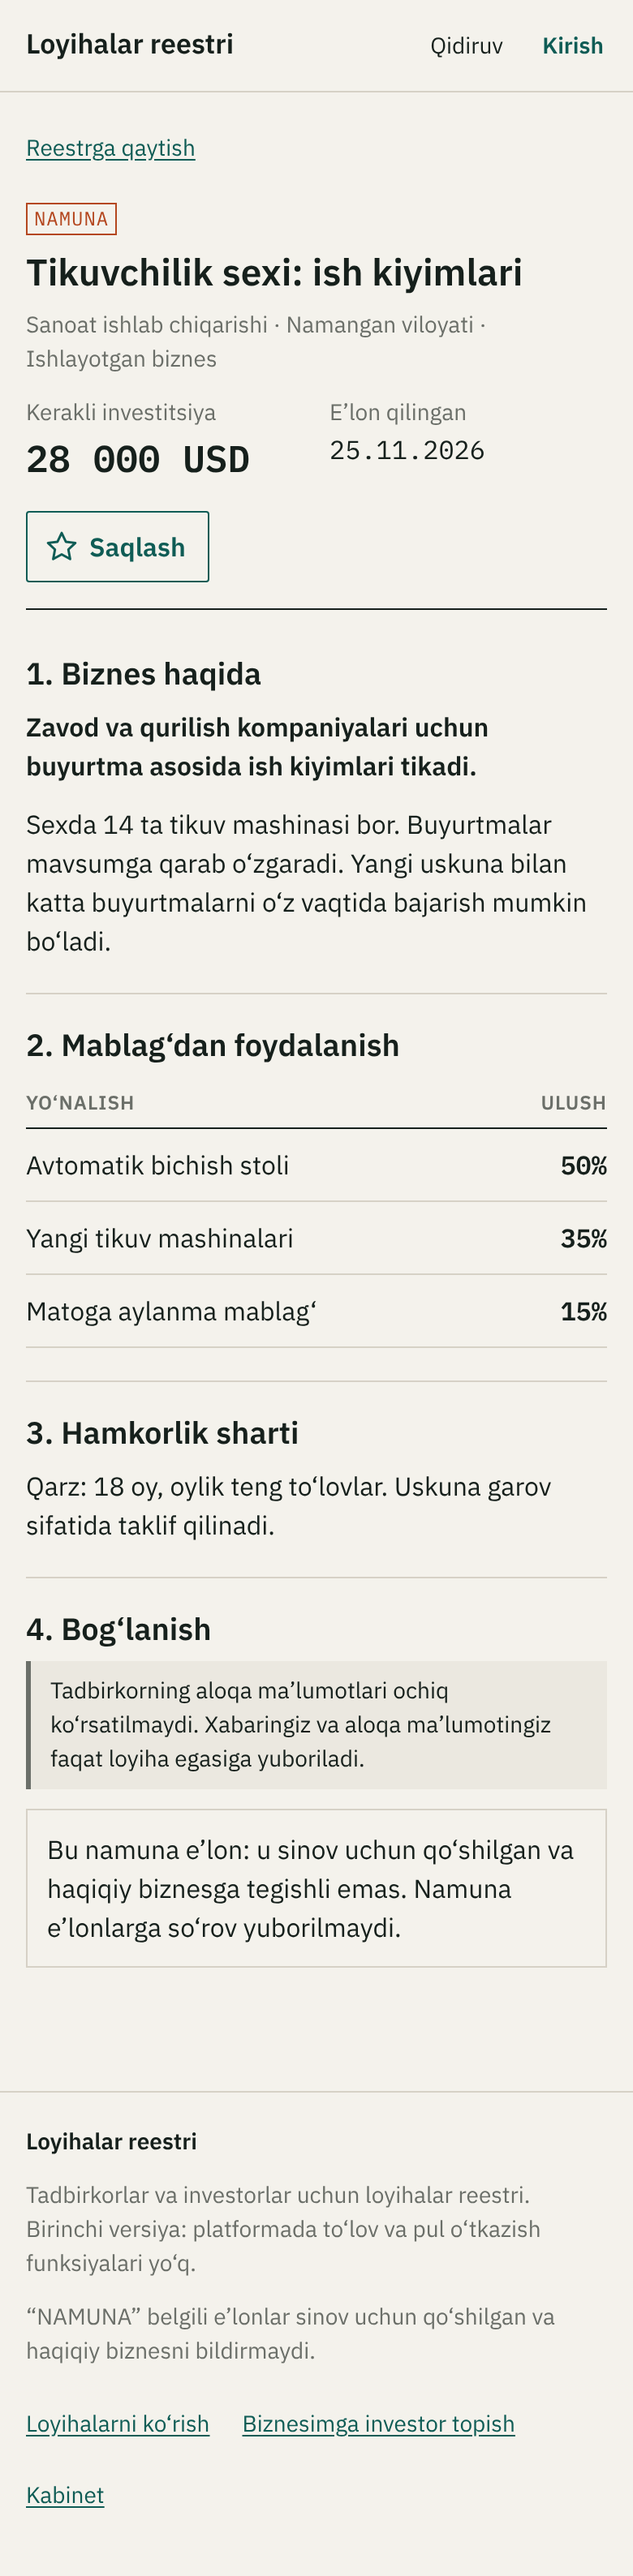 Loyihalar reestri
Qidiruv
Kirish
Reestrga qaytish
NAMUNA
Tikuvchilik sexi: ish kiyimlari
Sanoat ishlab chiqarishi · Namangan viloyati ·
Ishlayotgan biznes
Kerakli investitsiya
28 000 USD
E’lon qilingan
25.11.2026
Saqlash
1. Biznes haqida
Zavod va qurilish kompaniyalari uchun
buyurtma asosida ish kiyimlari tikadi.
Sexda 14 ta tikuv mashinasi bor. Buyurtmalar
mavsumga qarab o‘zgaradi. Yangi uskuna bilan
katta buyurtmalarni o‘z vaqtida bajarish mumkin
bo‘ladi.
2. Mablag‘dan foydalanish
YO‘NALISH ULUSH
Avtomatik bichish stoli 50%
Yangi tikuv mashinalari 35%
Matoga aylanma mablag‘ 15%
3. Hamkorlik sharti
Qarz: 18 oy, oylik teng to‘lovlar. Uskuna garov
sifatida taklif qilinadi.
4. Bog‘lanish
Tadbirkorning aloqa ma’lumotlari ochiq
ko‘rsatilmaydi. Xabaringiz va aloqa ma’lumotingiz
faqat loyiha egasiga yuboriladi.
Bu namuna e’lon: u sinov uchun qo‘shilgan va
haqiqiy biznesga tegishli emas. Namuna
e’lonlarga so‘rov yuborilmaydi.
Loyihalar reestri
Tadbirkorlar va investorlar uchun loyihalar reestri.
Birinchi versiya: platformada to‘lov va pul o‘tkazish
funksiyalari yo‘q.
“NAMUNA” belgili e’lonlar sinov uchun qo‘shilgan va
haqiqiy biznesni bildirmaydi.
Loyihalarni ko‘rish
Biznesimga investor topish
Kabinet